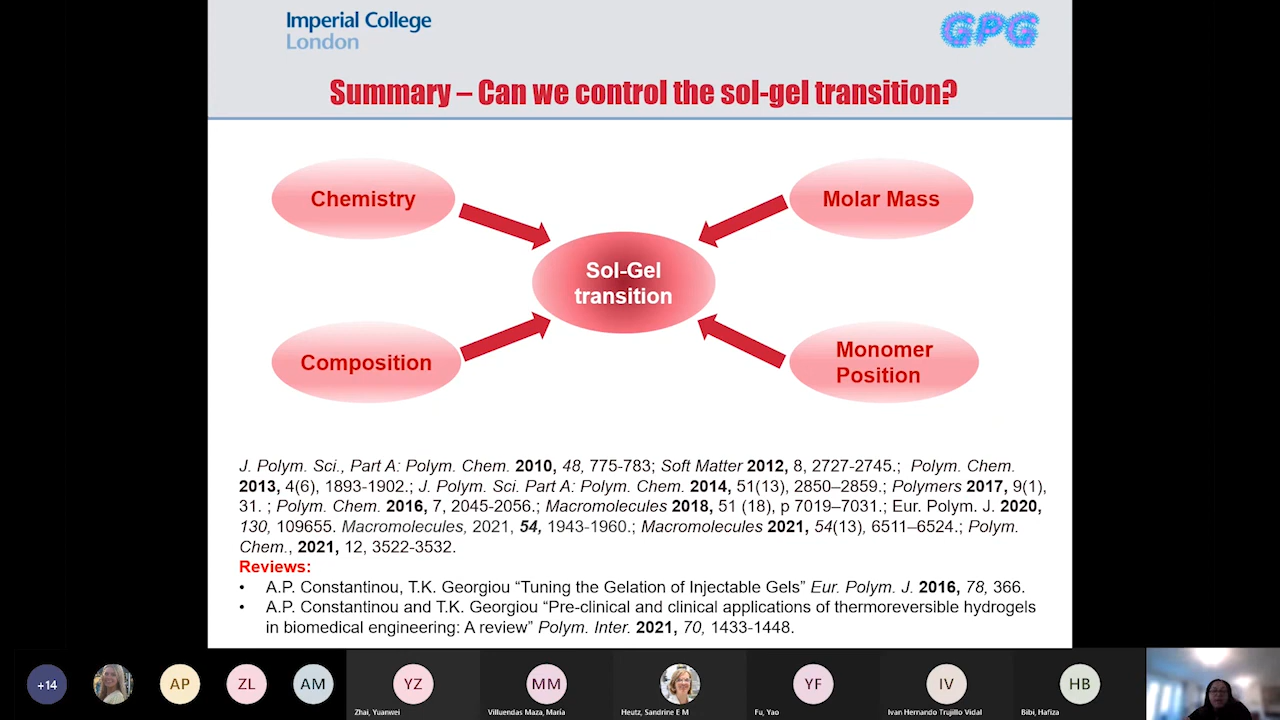 Imperial College
London
GPG
Summary – Can we control the sol-gel transition?
Chemistry
Molar Mass
Sol-Gel
transition
Composition
Monomer
Position
J. Polym. Sci., Part A: Polym. Chem. 2010, 48, 775-783; Soft Matter 2012, 8, 2727-2745.; Polym. Chem.
2013, 4(6), 1893-1902.; J. Polym. Sci. Part A: Polym. Chem. 2014, 51(13), 2850–2859.; Polymers 2017, 9(1),
31. ; Polym. Chem. 2016, 7, 2045-2056.; Macromolecules 2018, 51 (18), p 7019–7031.; Eur. Polym. J. 2020,
130, 109655. Macromolecules, 2021, 54, 1943-1960.; Macromolecules 2021, 54(13), 6511–6524.; Polym.
Chem., 2021, 12, 3522-3532.
Reviews:
• A.P. Constantinou, T.K. Georgiou “Tuning the Gelation of Injectable Gels” Eur. Polym. J. 2016, 78, 366.
• A.P. Constantinou and T.K. Georgiou “Pre-clinical and clinical applications of thermoreversible hydrogels
in biomedical engineering: A review” Polym. Inter. 2021, 70, 1433-1448.
+14
AP
ZL
AM
YZ
MM
YF
IV
HB
Zhai, Yuanwei
Villuendas Maza, Maria
Heutz, Sandrine E M
Fu, Yao
Ivan Hernando Trujillo Vidal
Bibi, Hafiza